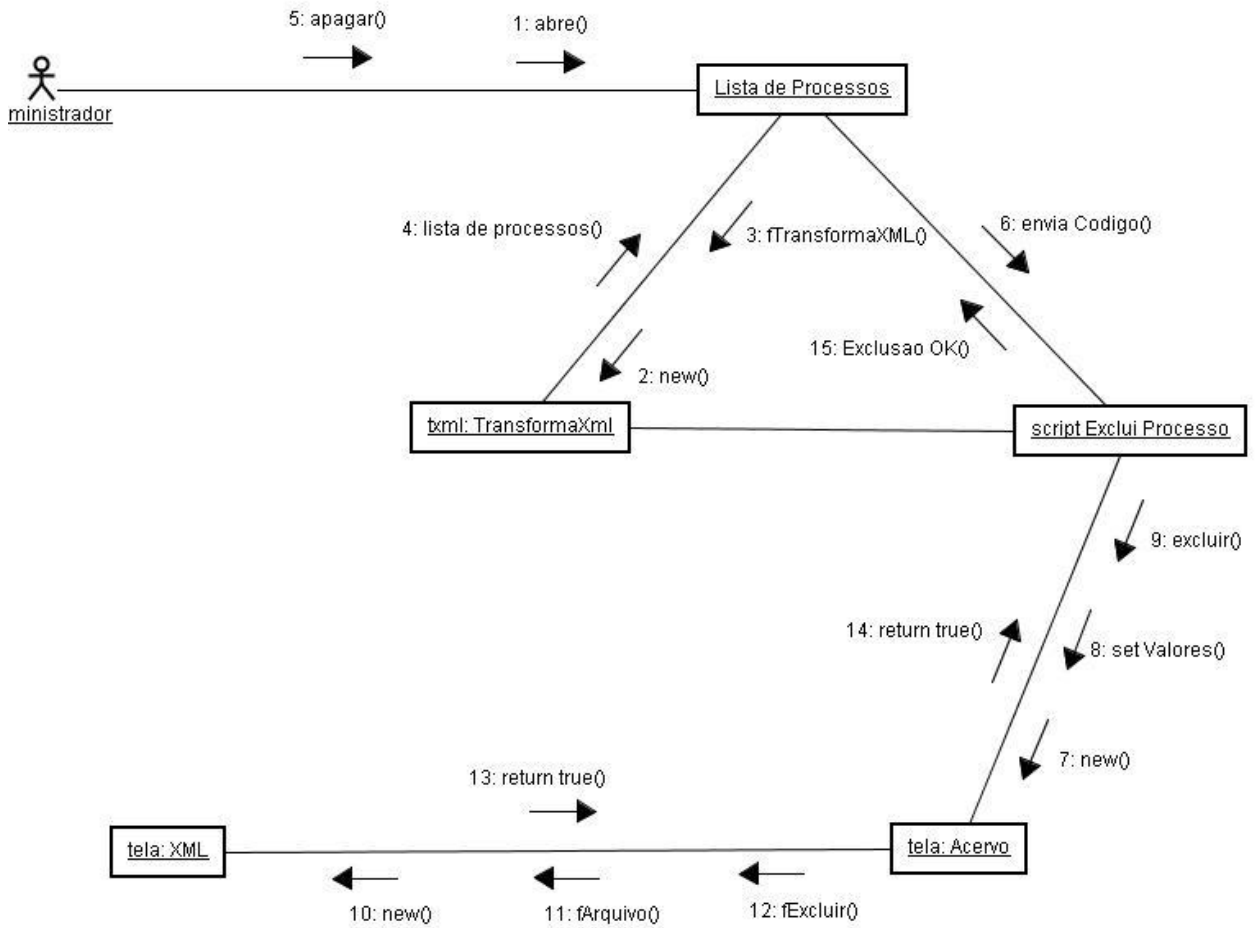 5: apagar()
1: abre()
ministrador
Lista de Processos
4: lista de processos()
3: fTransformaXML()
6: envia Codigo()
15: Exclusao OK()
2: new()
txml: TransformaXml
script Exclui Processo
9: excluir()
14: return true()
8: set Valores()
7: new()
13: return true()
tela: XML
tela: Acervo
10: new()
11: fArquivo()
12: fExcluir()